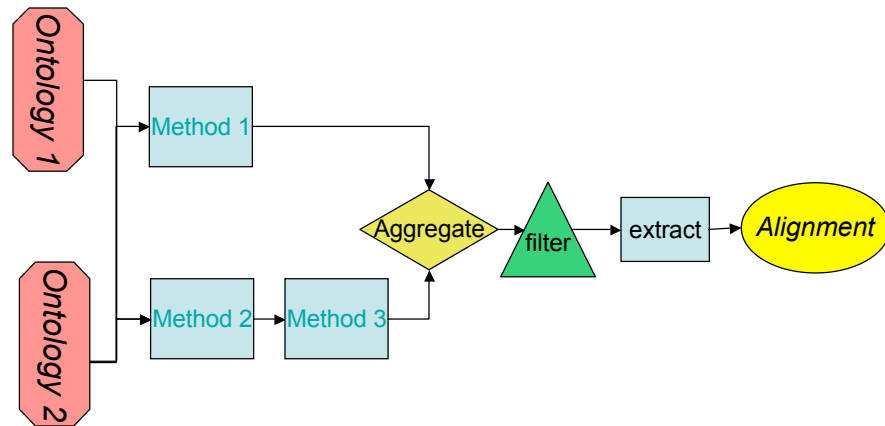 Ontology 1
Method 1
Aggregate
filter
extract
Alignment
Ontology 2
Method 2
Method 3